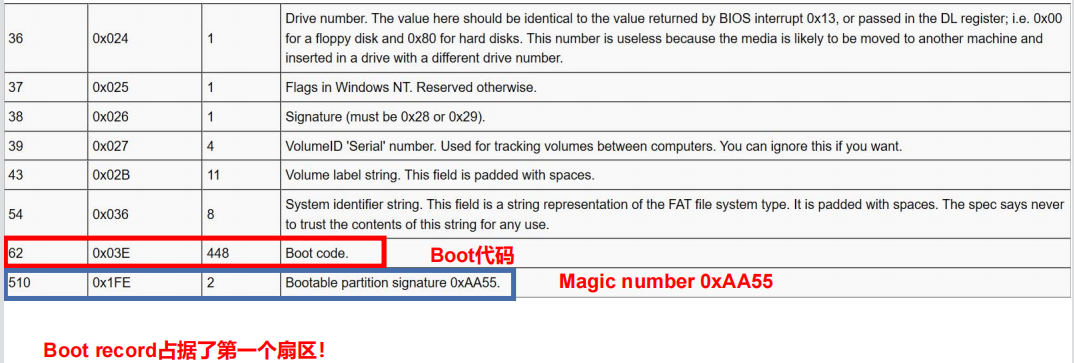 Drive number. The value here should be identical to the value returned by BIOS interrupt 0x13, or passed in the DL register; i.e. 0x00
36 0x024 1 for a floppy disk and 0x80 for hard disks. This number is useless because the media is likely to be moved to another machine and
inserted in a drive with a different drive number.
37 0x025 1 Flags in Windows NT. Reserved otherwise.
38 0x026 1 Signature (must be 0x28 or 0x29).
39 0x027 4 VolumeID 'Serial' number. Used for tracking volumes between computers. You can ignore this if you want.
43 0x02B 11 Volume label string. This field is padded with spaces.
54 0x036 8 System identifier string. This field is a string representation of the FAT file system type. It is padded with spaces. The spec says never
to trust the contents of this string for any use.
62 0x03E 448 Boot code. Boot代码
510 0x1FE 2 Bootable partition signature 0xAA55. Magic number 0xAA55
Boot record占据了第一个扇区！